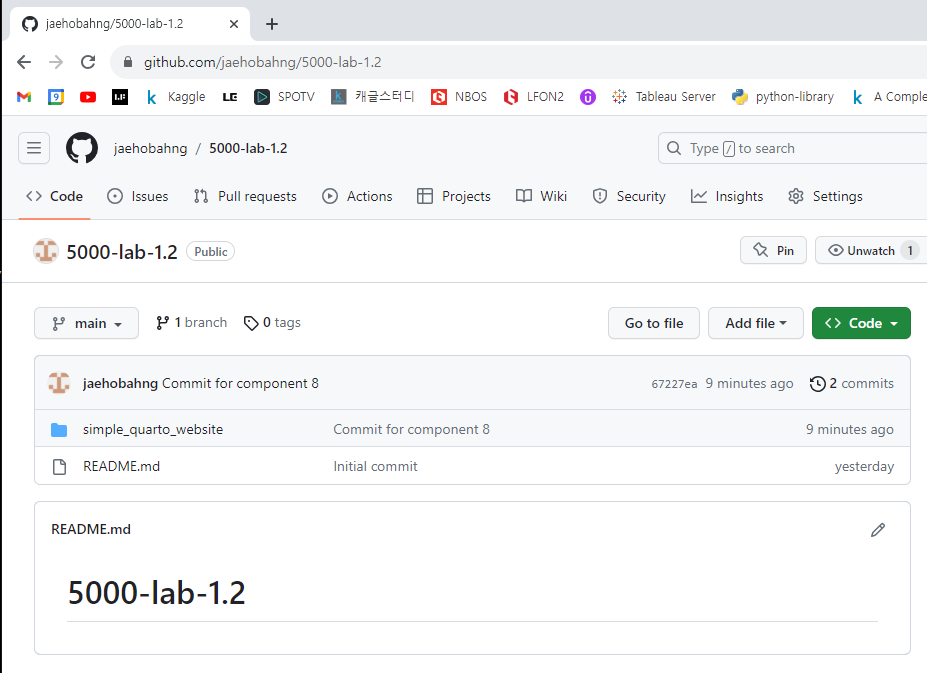 jaehobahng/5000-lab-1.2
github.com/jaehobahng/5000-lab-1.2
Kaggle SPOTV 캐글스터디 NBOS LFON2 Tableau Server python-library A Comple
jaehobahng / 5000-lab-1.2 Type / to search
Code Issues Pull requests Actions Projects Wiki Security Insights Settings
5000-lab-1.2 Public Pin Unwatch 1
main 1 branch 0 tags Go to file Add file Code
jaehobahng Commit for component 8 67227ea 9 minutes ago 2 commits
simple_quarto_website Commit for component 8 9 minutes ago
README.md Initial commit yesterday
README.md
5000-lab-1.2